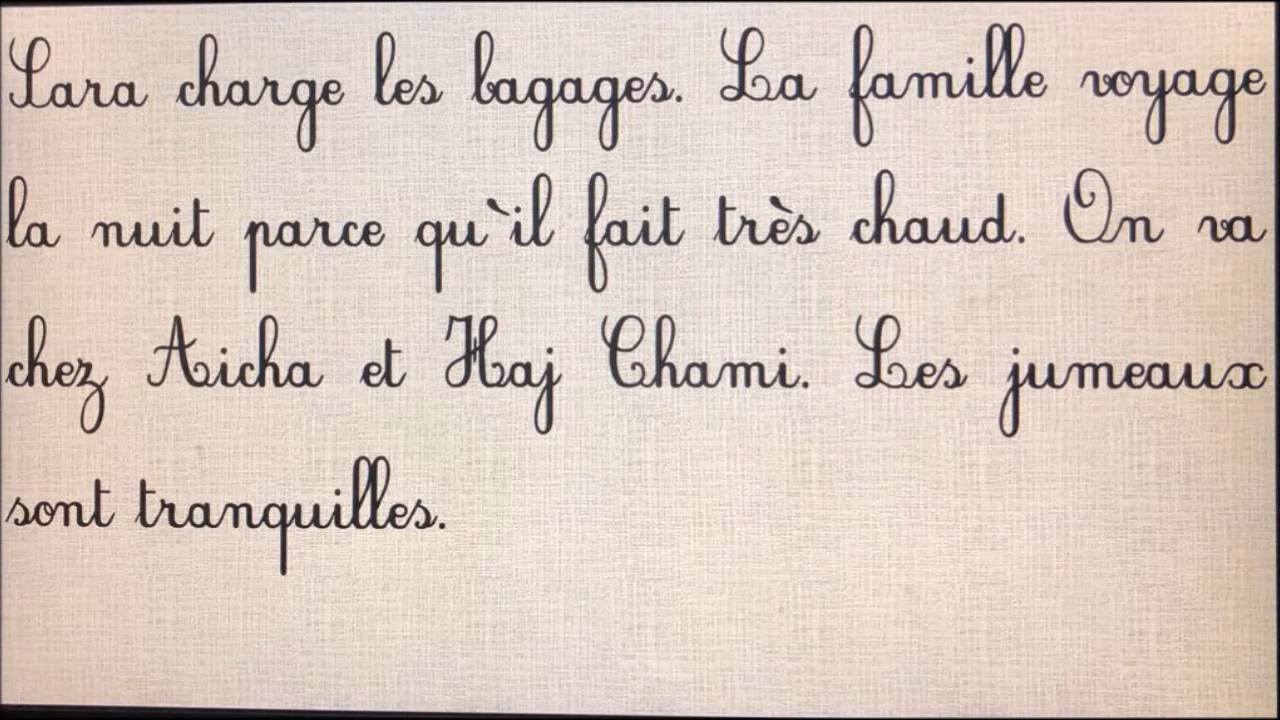 Sara charge les bagages. La famille voyage
la nuit parce qu`il fait très chaud. On va
chez Aicha et Haj Chami. Les jumeaux
sont tranquilles.